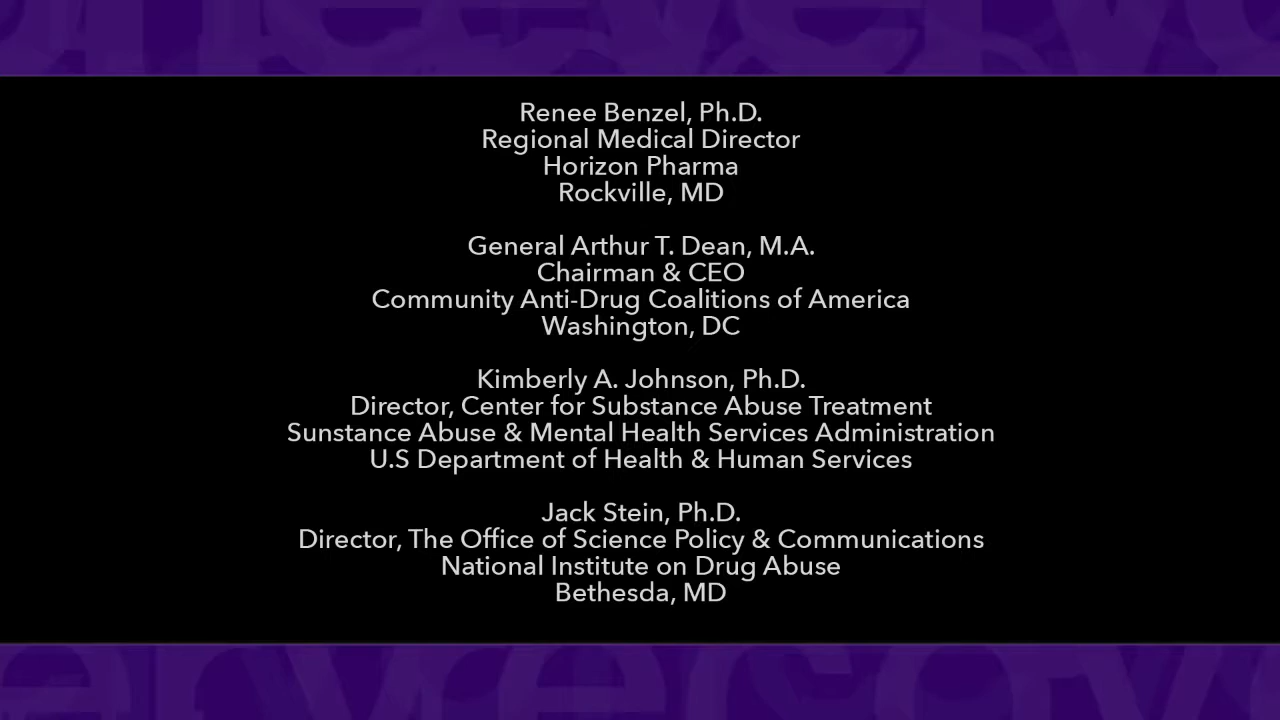 Renee Benzel, Ph.D.
Regional Medical Director
Horizon Pharma
Rockville, MD
General Arthur T. Dean, M.A.
Chairman & CEO
Community Anti-Drug Coalitions of America
Washington, DC
Kimberly A. Johnson, Ph.D.
Director, Center for Substance Abuse Treatment
Sunstance Abuse & Mental Health Services Administration
U.S Department of Health & Human Services
Jack Stein, Ph.D.
Director, The Office of Science Policy & Communications
National Institute on Drug Abuse
Bethesda, MD